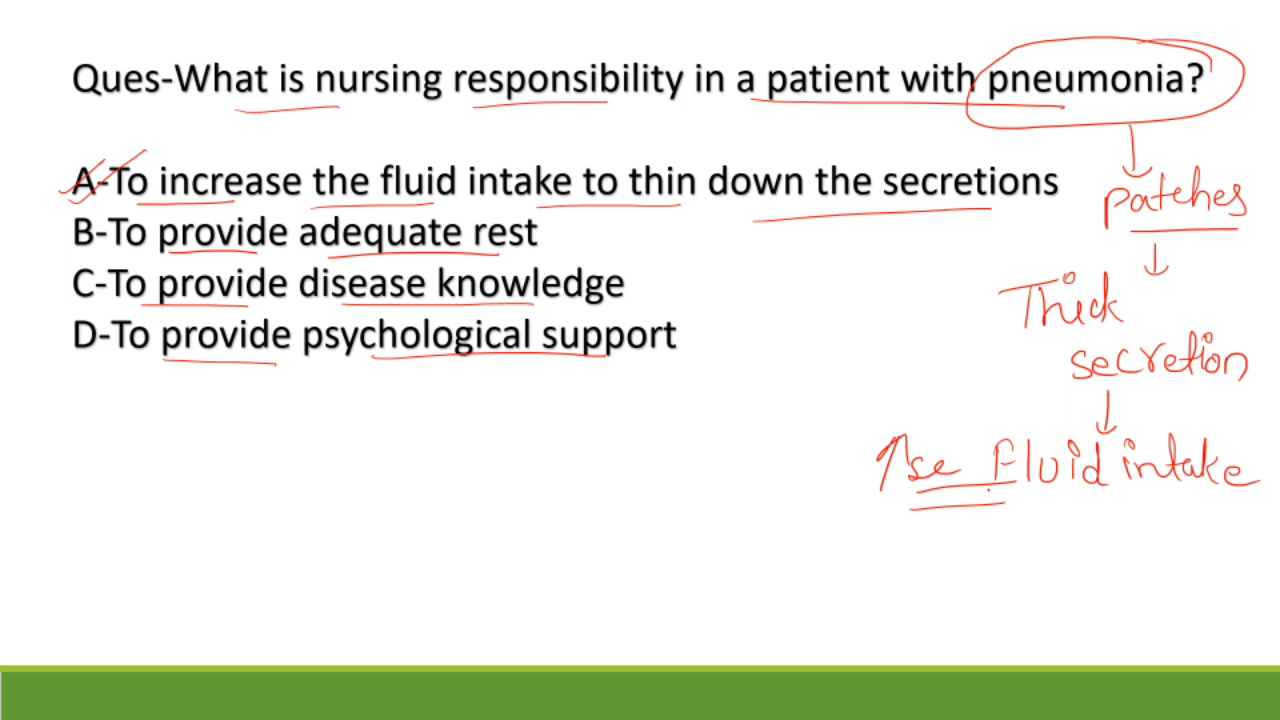 Ques-What is nursing responsibility in a patient with pneumonia?
A-To increase the fluid intake to thin down the secretions
B-To provide adequate rest
C-To provide disease knowledge
D-To provide psychological support
patches
Thick
secretion
↑se Fluid intake